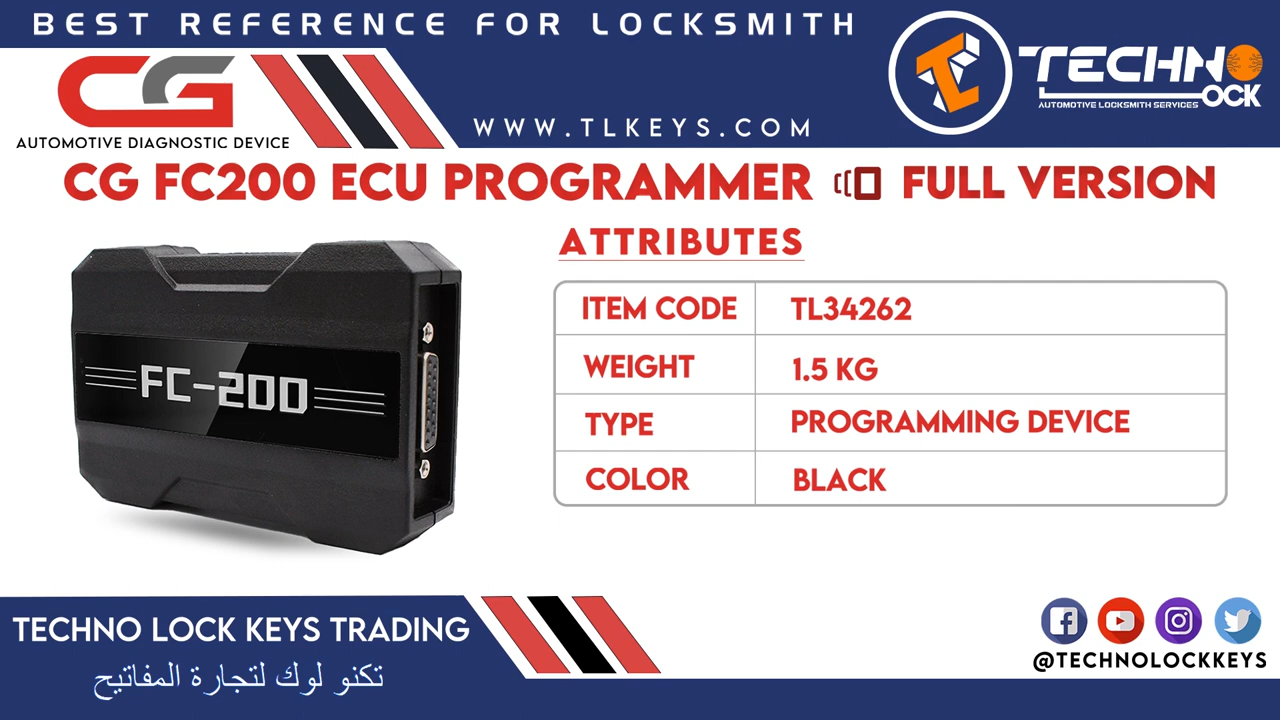 BEST REFERENCE FOR LOCKSMITH
CG
AUTOMOTIVE DIAGNOSTIC DEVICE
WWW.TLKEYS.COM
TECHNO
LOCK
AUTOMOTIVE LOCKSMITH SERVICES
CG FC200 ECU PROGRAMMER FULL VERSION
ATTRIBUTES
ITEM CODE TL34262
WEIGHT 1.5 KG
TYPE PROGRAMMING DEVICE
COLOR BLACK
FC-200
TECHNO LOCK KEYS TRADING
تكنو لوك لتجارة المفاتيح
@TECHNOLOCKKEYS